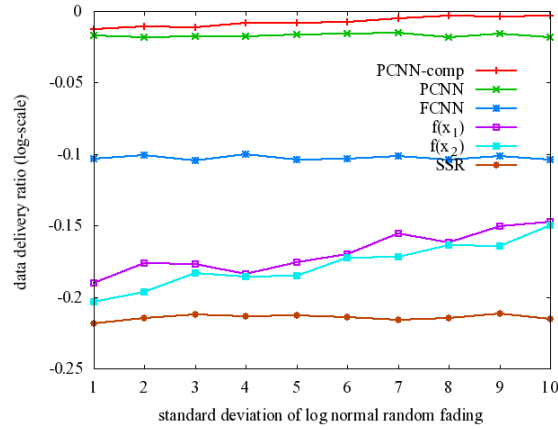 0
-0.05
-0.1
-0.15
-0.2
-0.25
data delivery ratio (log-scale)
PCNN-comp
PCNN
FCNN
f(x₁)
f(x₂)
SSR
1 2 3 4 5 6 7 8 9 10
standard deviation of log normal random fading